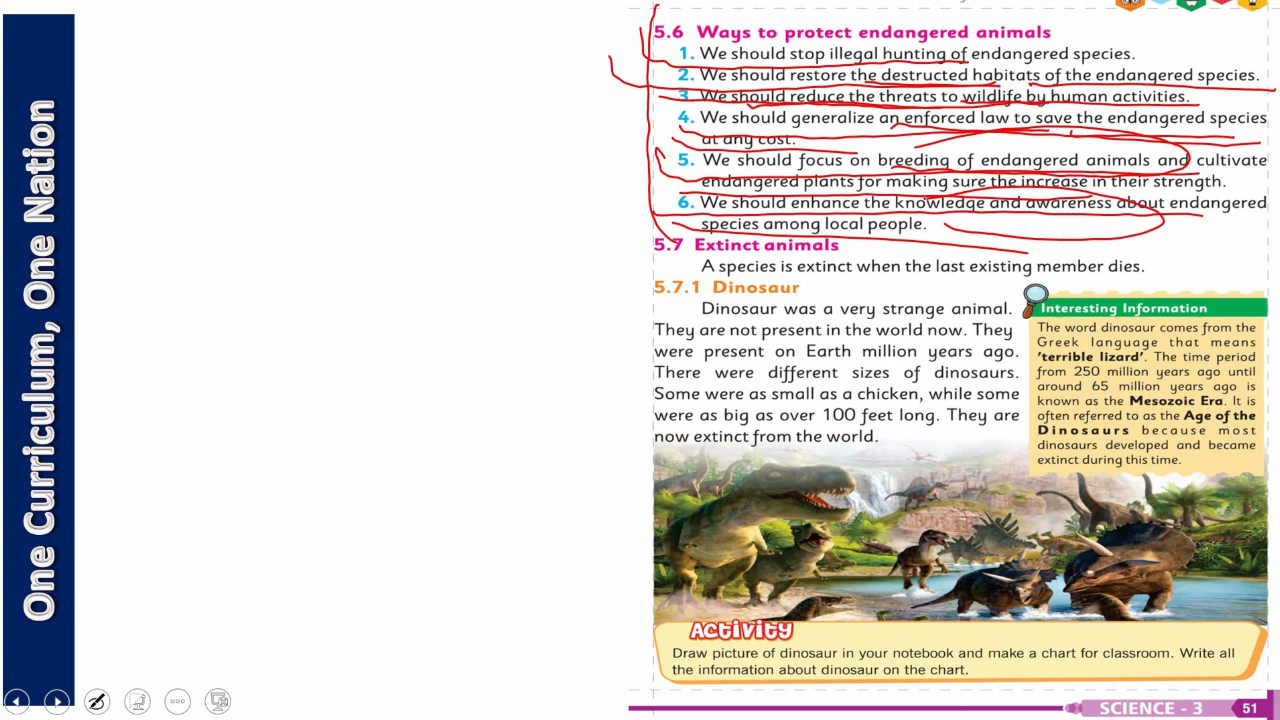 One Curriculum, One Nation
5.6 Ways to protect endangered animals
1. We should stop illegal hunting of endangered species.
2. We should restore the destructed habitats of the endangered species.
3. We should reduce the threats to wildlife by human activities.
4. We should generalize an enforced law to save the endangered species
at any cost.
5. We should focus on breeding of endangered animals and cultivate
endangered plants for making sure the increase in their strength.
6. We should enhance the knowledge and awareness about endangered
species among local people.
5.7 Extinct animals
A species is extinct when the last existing member dies.
5.7.1 Dinosaur
Dinosaur was a very strange animal.
They are not present in the world now. They
were present on Earth million years ago.
There were different sizes of dinosaurs.
Some were as small as a chicken, while some
were as big as over 100 feet long. They are
now extinct from the world.
Interesting Information
The word dinosaur comes from the
Greek language that means
'terrible lizard'. The time period
from 250 million years ago until
around 65 million years ago is
known as the Mesozoic Era. It is
often referred to as the Age of the
Dinosaurs because most
dinosaurs developed and became
extinct during this time.
Activity
Draw picture of dinosaur in your notebook and make a chart for classroom. Write all
the information about dinosaur on the chart.
SCIENCE - 3 51